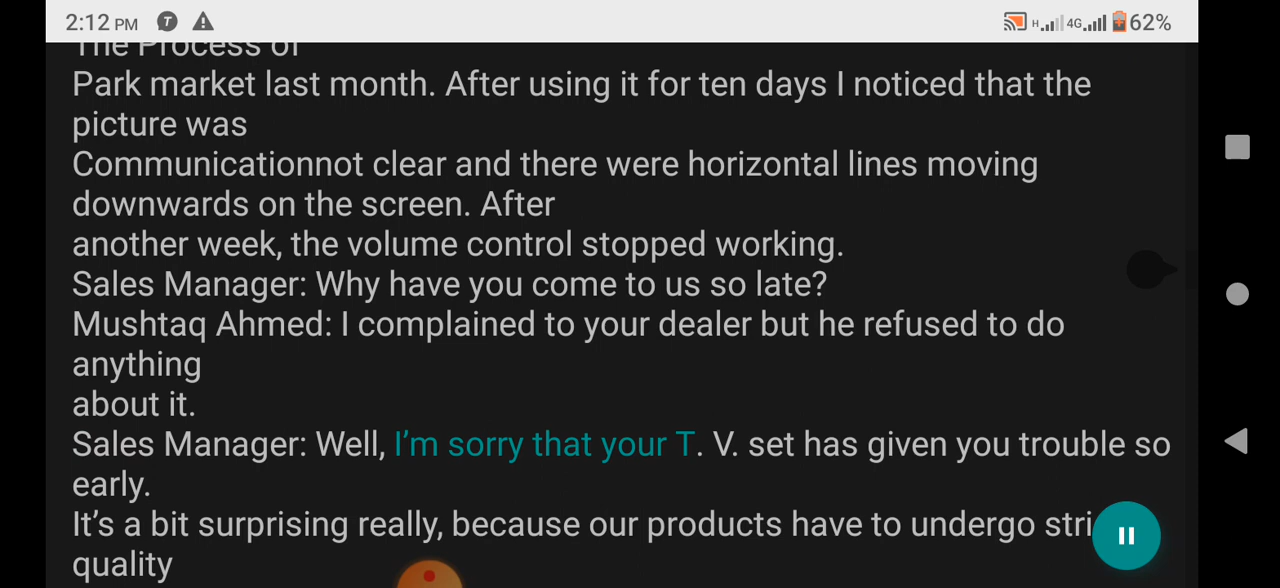 2:12 PM T H 4G 62%
The Process of
Park market last month. After using it for ten days I noticed that the
picture was
Communicationnot clear and there were horizontal lines moving
downwards on the screen. After
another week, the volume control stopped working.
Sales Manager: Why have you come to us so late?
Mushtaq Ahmed: I complained to your dealer but he refused to do
anything
about it.
Sales Manager: Well, I’m sorry that your T. V. set has given you trouble so
early.
It’s a bit surprising really, because our products have to undergo stri
quality